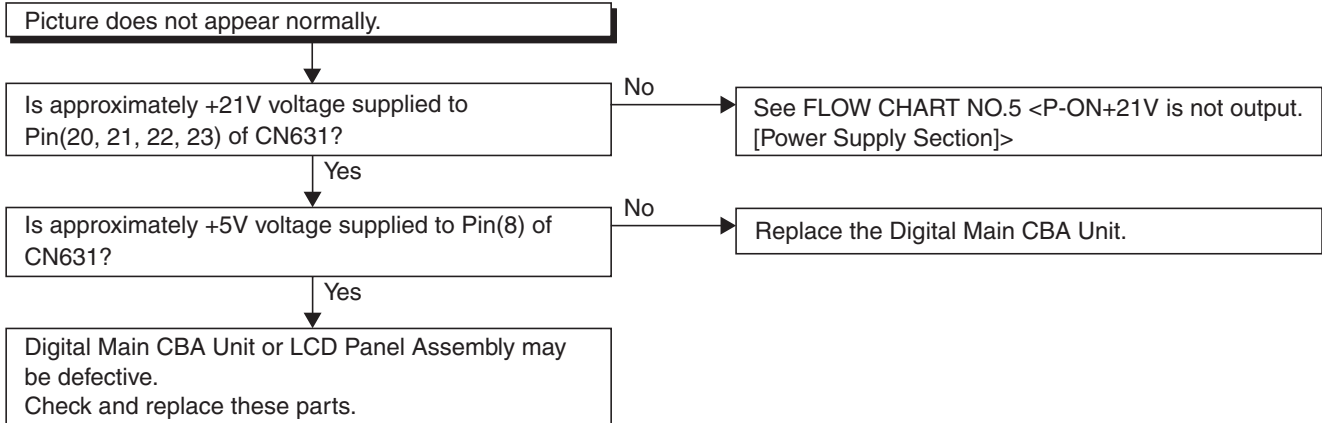 Picture does not appear normally.
Is approximately +21V voltage supplied to
Pin(20, 21, 22, 23) of CN631?
No
See FLOW CHART NO.5 <P-ON+21V is not output.
[Power Supply Section]>
Yes
Is approximately +5V voltage supplied to Pin(8) of
CN631?
No
Replace the Digital Main CBA Unit.
Yes
Digital Main CBA Unit or LCD Panel Assembly may
be defective.
Check and replace these parts.